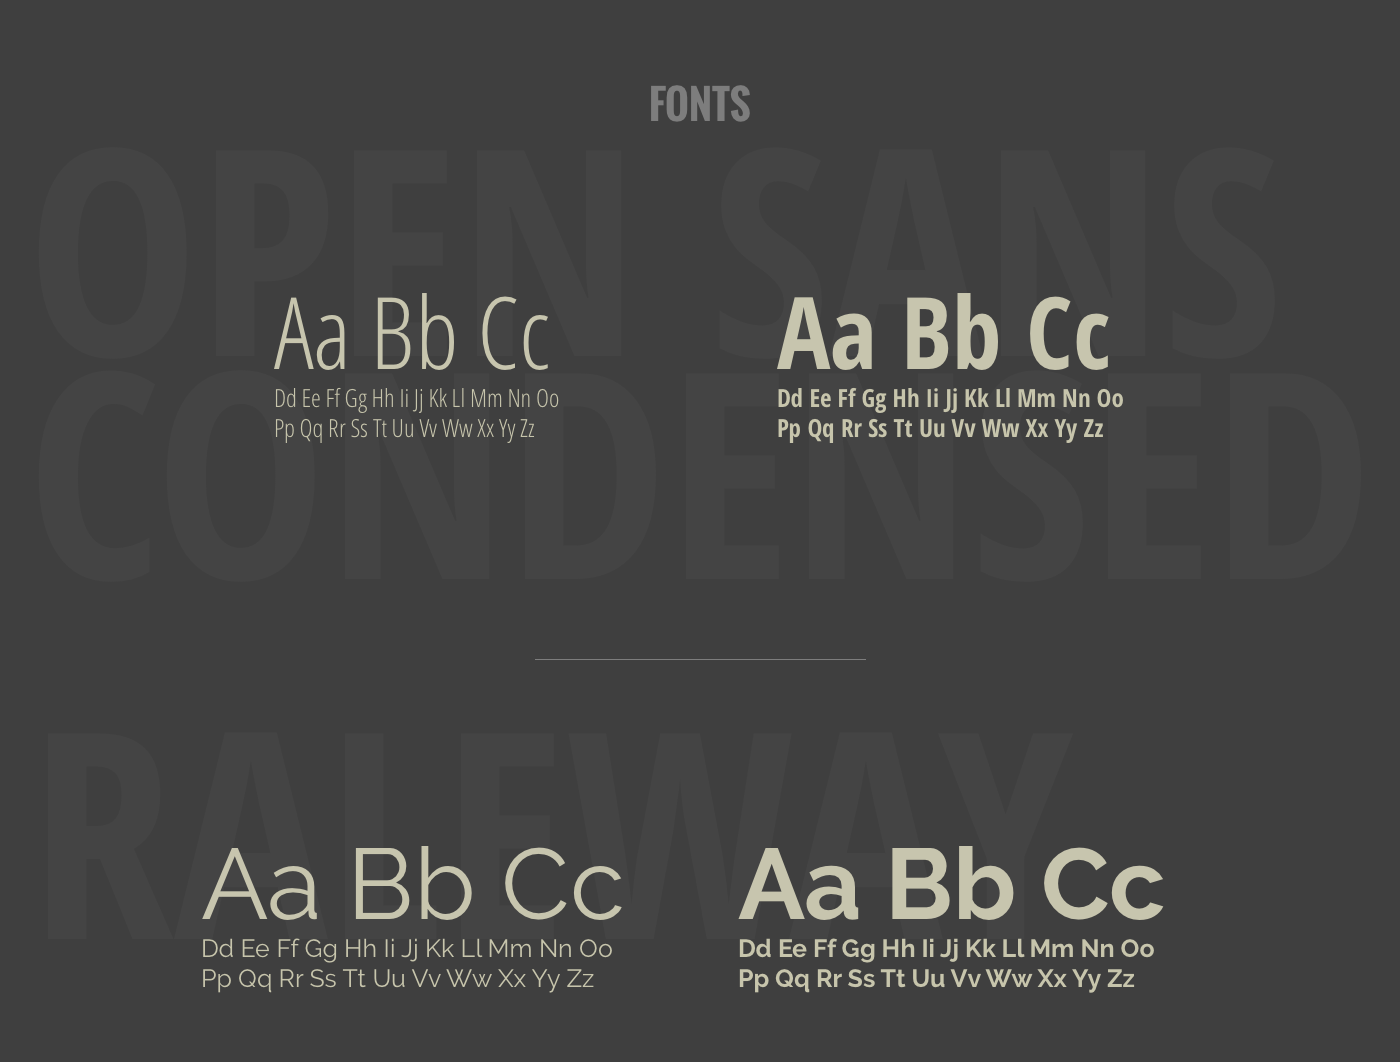 FONTS
OPEN SANS
CONDENSED
Aa Bb Cc
Dd Ee Ff Gg Hh Ii Jj Kk Ll Mm Nn Oo
Pp Qq Rr Ss Tt Uu Vv Ww Xx Yy Zz
Aa Bb Cc
Dd Ee Ff Gg Hh Ii Jj Kk Ll Mm Nn Oo
Pp Qq Rr Ss Tt Uu Vv Ww Xx Yy Zz
RALEWAY
Aa Bb Cc
Dd Ee Ff Gg Hh Ii Jj Kk Ll Mm Nn Oo
Pp Qq Rr Ss Tt Uu Vv Ww Xx Yy Zz
Aa Bb Cc
Dd Ee Ff Gg Hh Ii Jj Kk Ll Mm Nn Oo
Pp Qq Rr Ss Tt Uu Vv Ww Xx Yy Zz